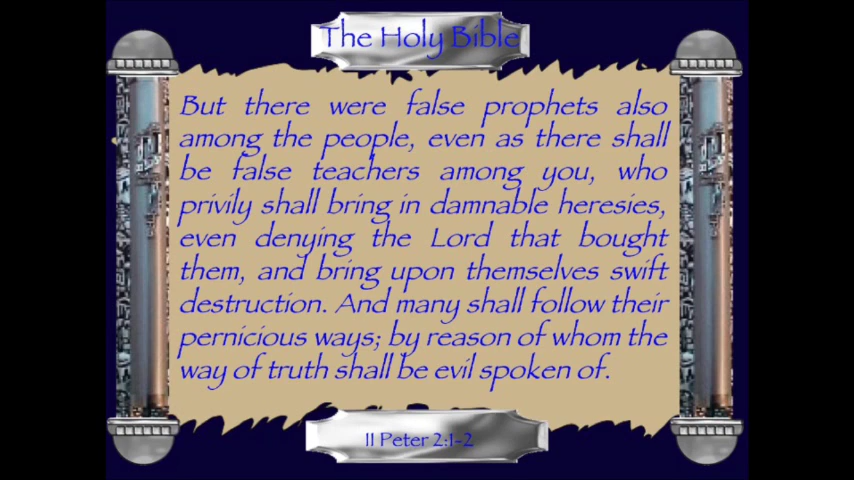 The Holy Bible
But there were false prophets also
among the people, even as there shall
be false teachers among you, who
privily shall bring in damnable heresies,
even denying the Lord that bought
them, and bring upon themselves swift
destruction. And many shall follow their
pernicious ways; by reason of whom the
way of truth shall be evil spoken of.
II Peter 2:1-2